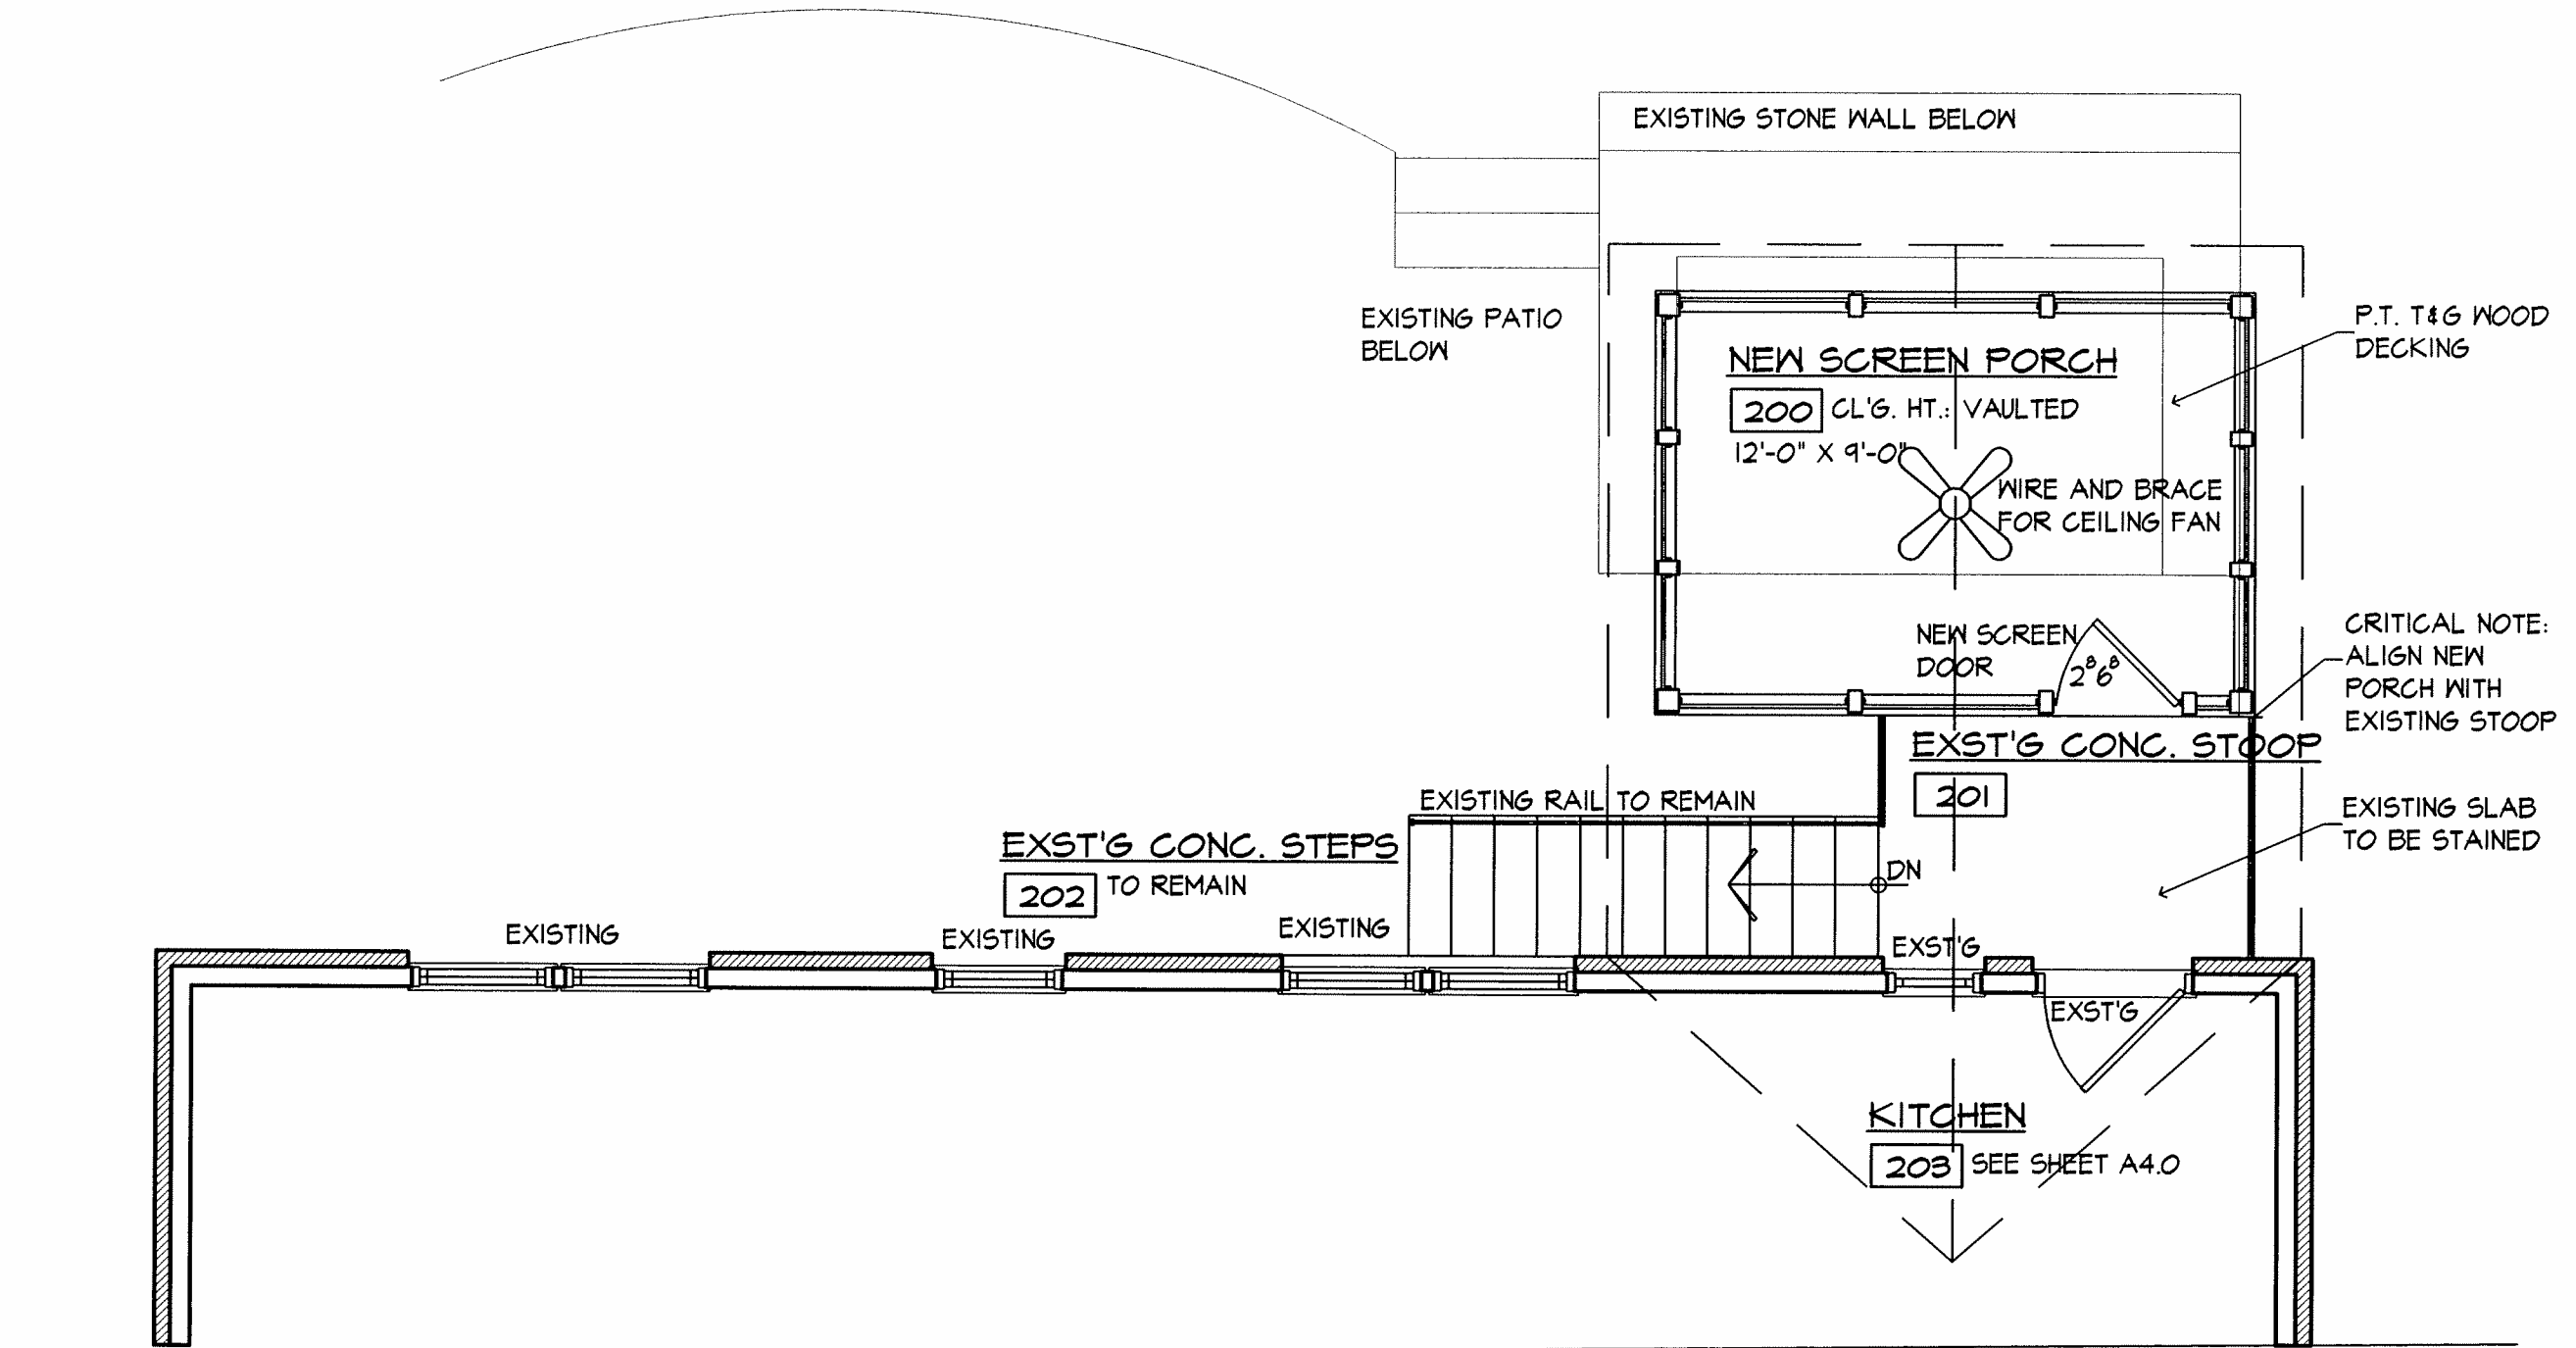 EXISTING STONE WALL BELOW
EXISTING PATIO
BELOW
P.T. T&G WOOD
DECKING
NEW SCREEN PORCH
200 CL'G. HT.: VAULTED
12'-0" X 9'-0"
WIRE AND BRACE
FOR CEILING FAN
NEW SCREEN
DOOR
2⁸6⁸
CRITICAL NOTE:
ALIGN NEW
PORCH WITH
EXISTING STOOP
EXST'G CONC. STOOP
201
EXISTING RAIL TO REMAIN
EXISTING SLAB
TO BE STAINED
EXST'G CONC. STEPS
202 TO REMAIN
DN
EXISTING
EXISTING
EXISTING
EXST'G
EXST'G
KITCHEN
203 SEE SHEET A4.0